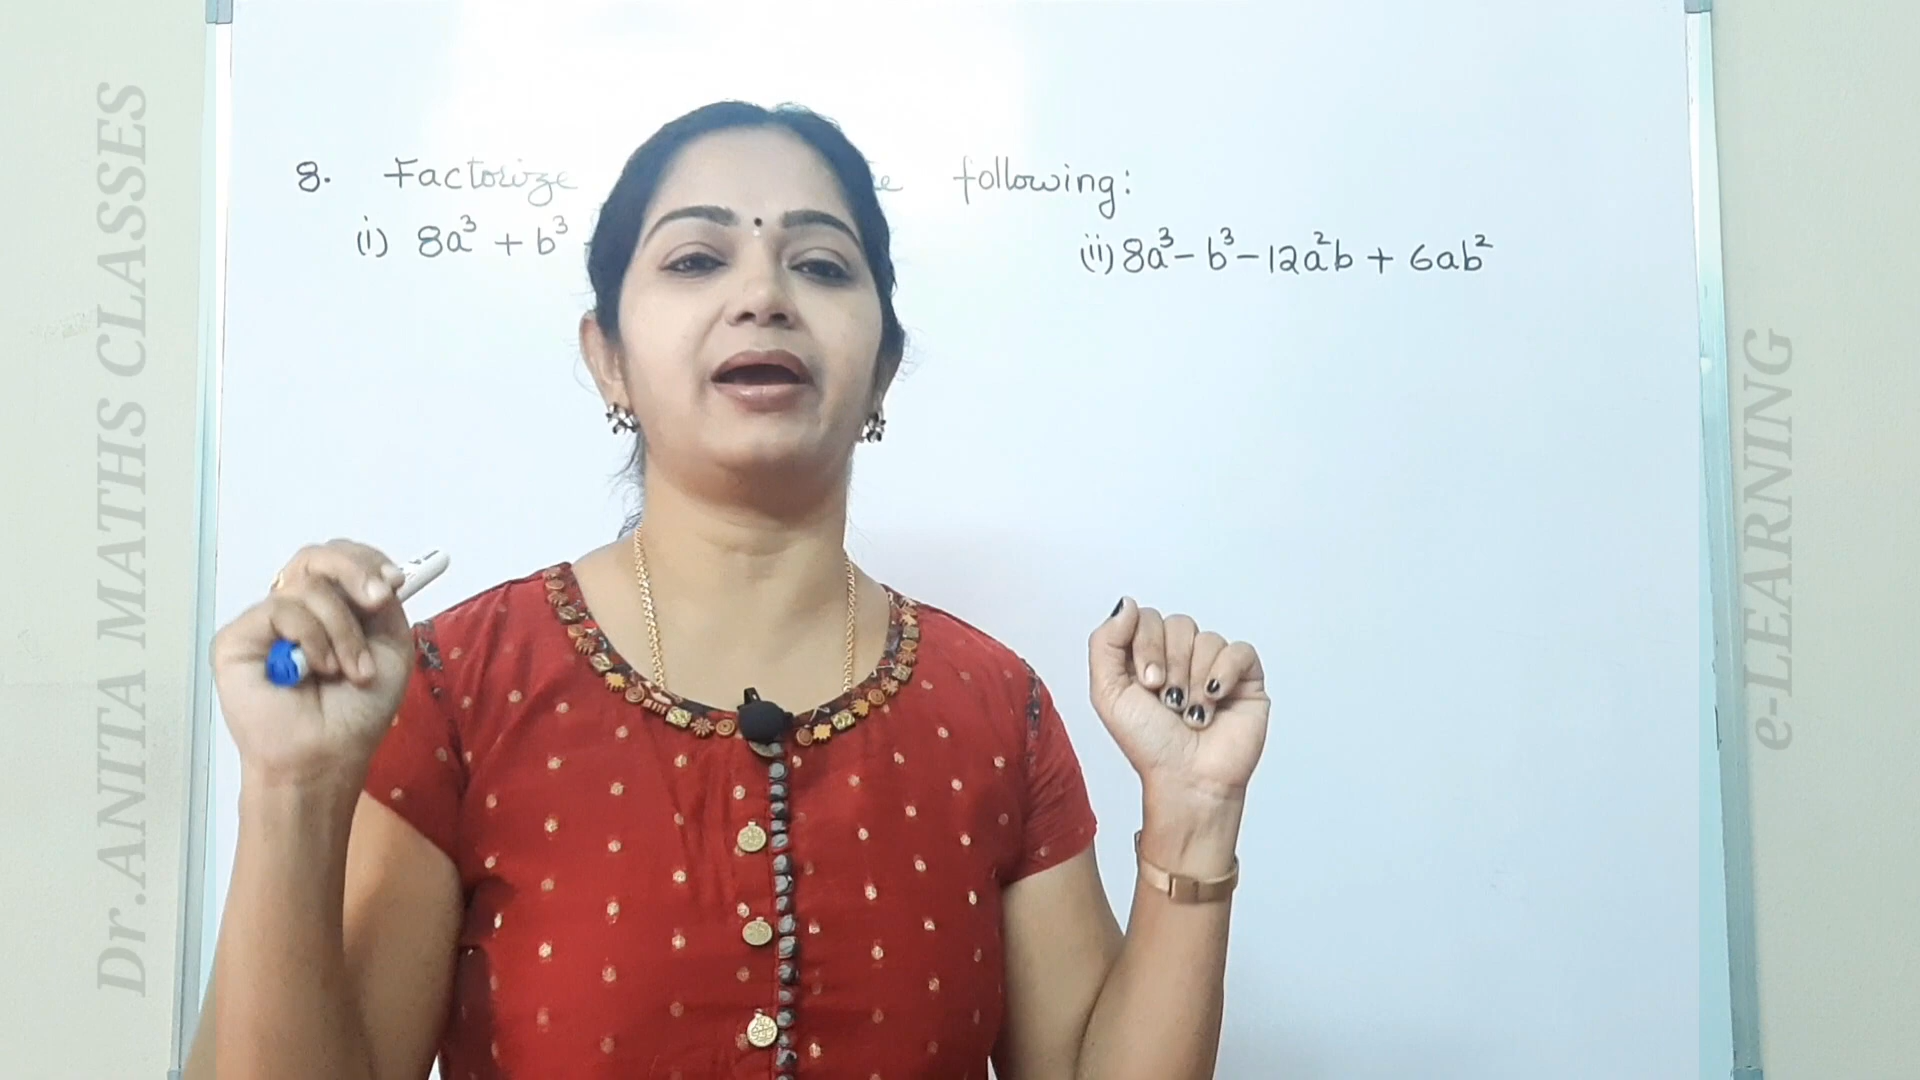 Dr.ANITA MATHS CLASSES
8. Factorize following:
(i) 8a³ + b³
(ii) 8a³ - b³ - 12a²b + 6ab²
e-LEARNING